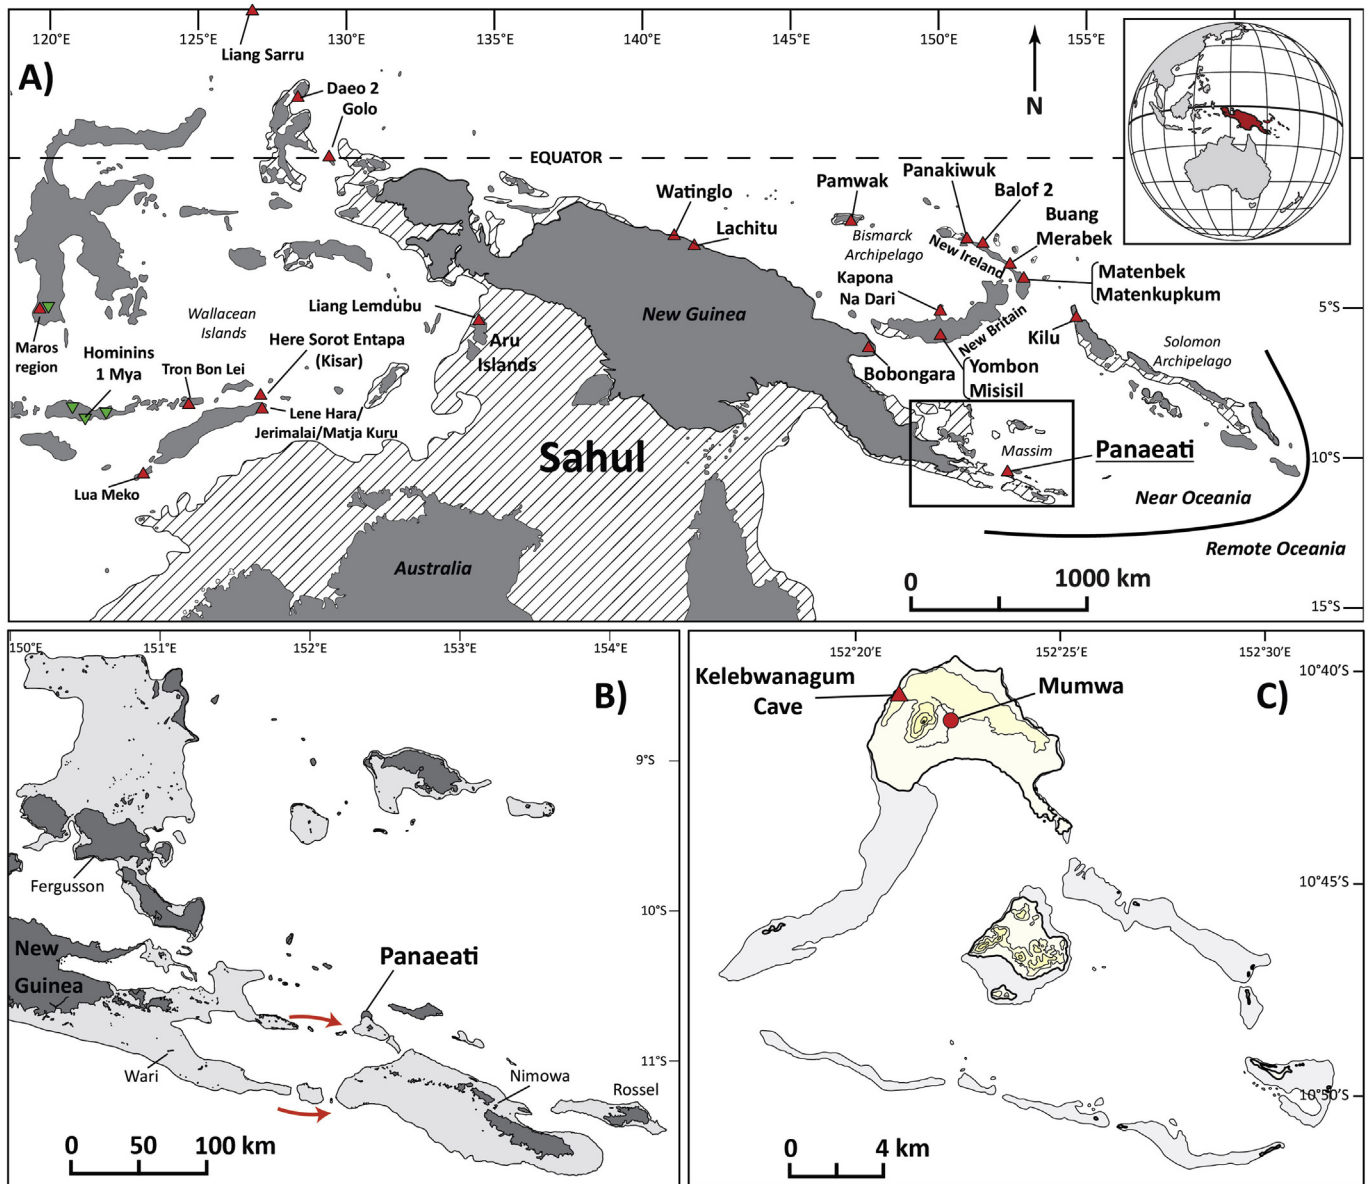 120°E
125°E
130°E
135°E
140°E
145°E
150°E
155°E
A)
Liang Sarru
Daeo 2
Golo
N
EQUATOR
Watinglo
Lachitu
Pamwak
Panakiwuk
Balof 2
Buang
Merabek
Bismarck
Archipelago
New Ireland
Matenbek
Matenkupkum
Kapona
Na Dari
New Britain
Kilu
5°S
Solomon
Archipelago
Wallacean
Islands
Liang Lemdubu
New Guinea
Maros
region
Hominins
1 Mya
Here Sorot Entapa
(Kisar)
Aru
Islands
Tron Bon Lei
Bobongara
Yombon
Misisil
Lene Hara
Jerimalai/Matja Kuru
Sahul
Massim
Panaeati
10°S
Lua Meko
Near Oceania
Remote Oceania
Australia
0
1000 km
15°S
150°E
151°E
152°E
153°E
154°E
B)
9°S
Fergusson
10°S
New
Guinea
Panaeati
11°S
Wari
Nimowa
Rossel
0
50
100 km
152°20'E
152°25'E
152°30'E
10°40'S
Kelebwanagum
Cave
Mumwa
C)
10°45'S
10°50'S
0
4 km